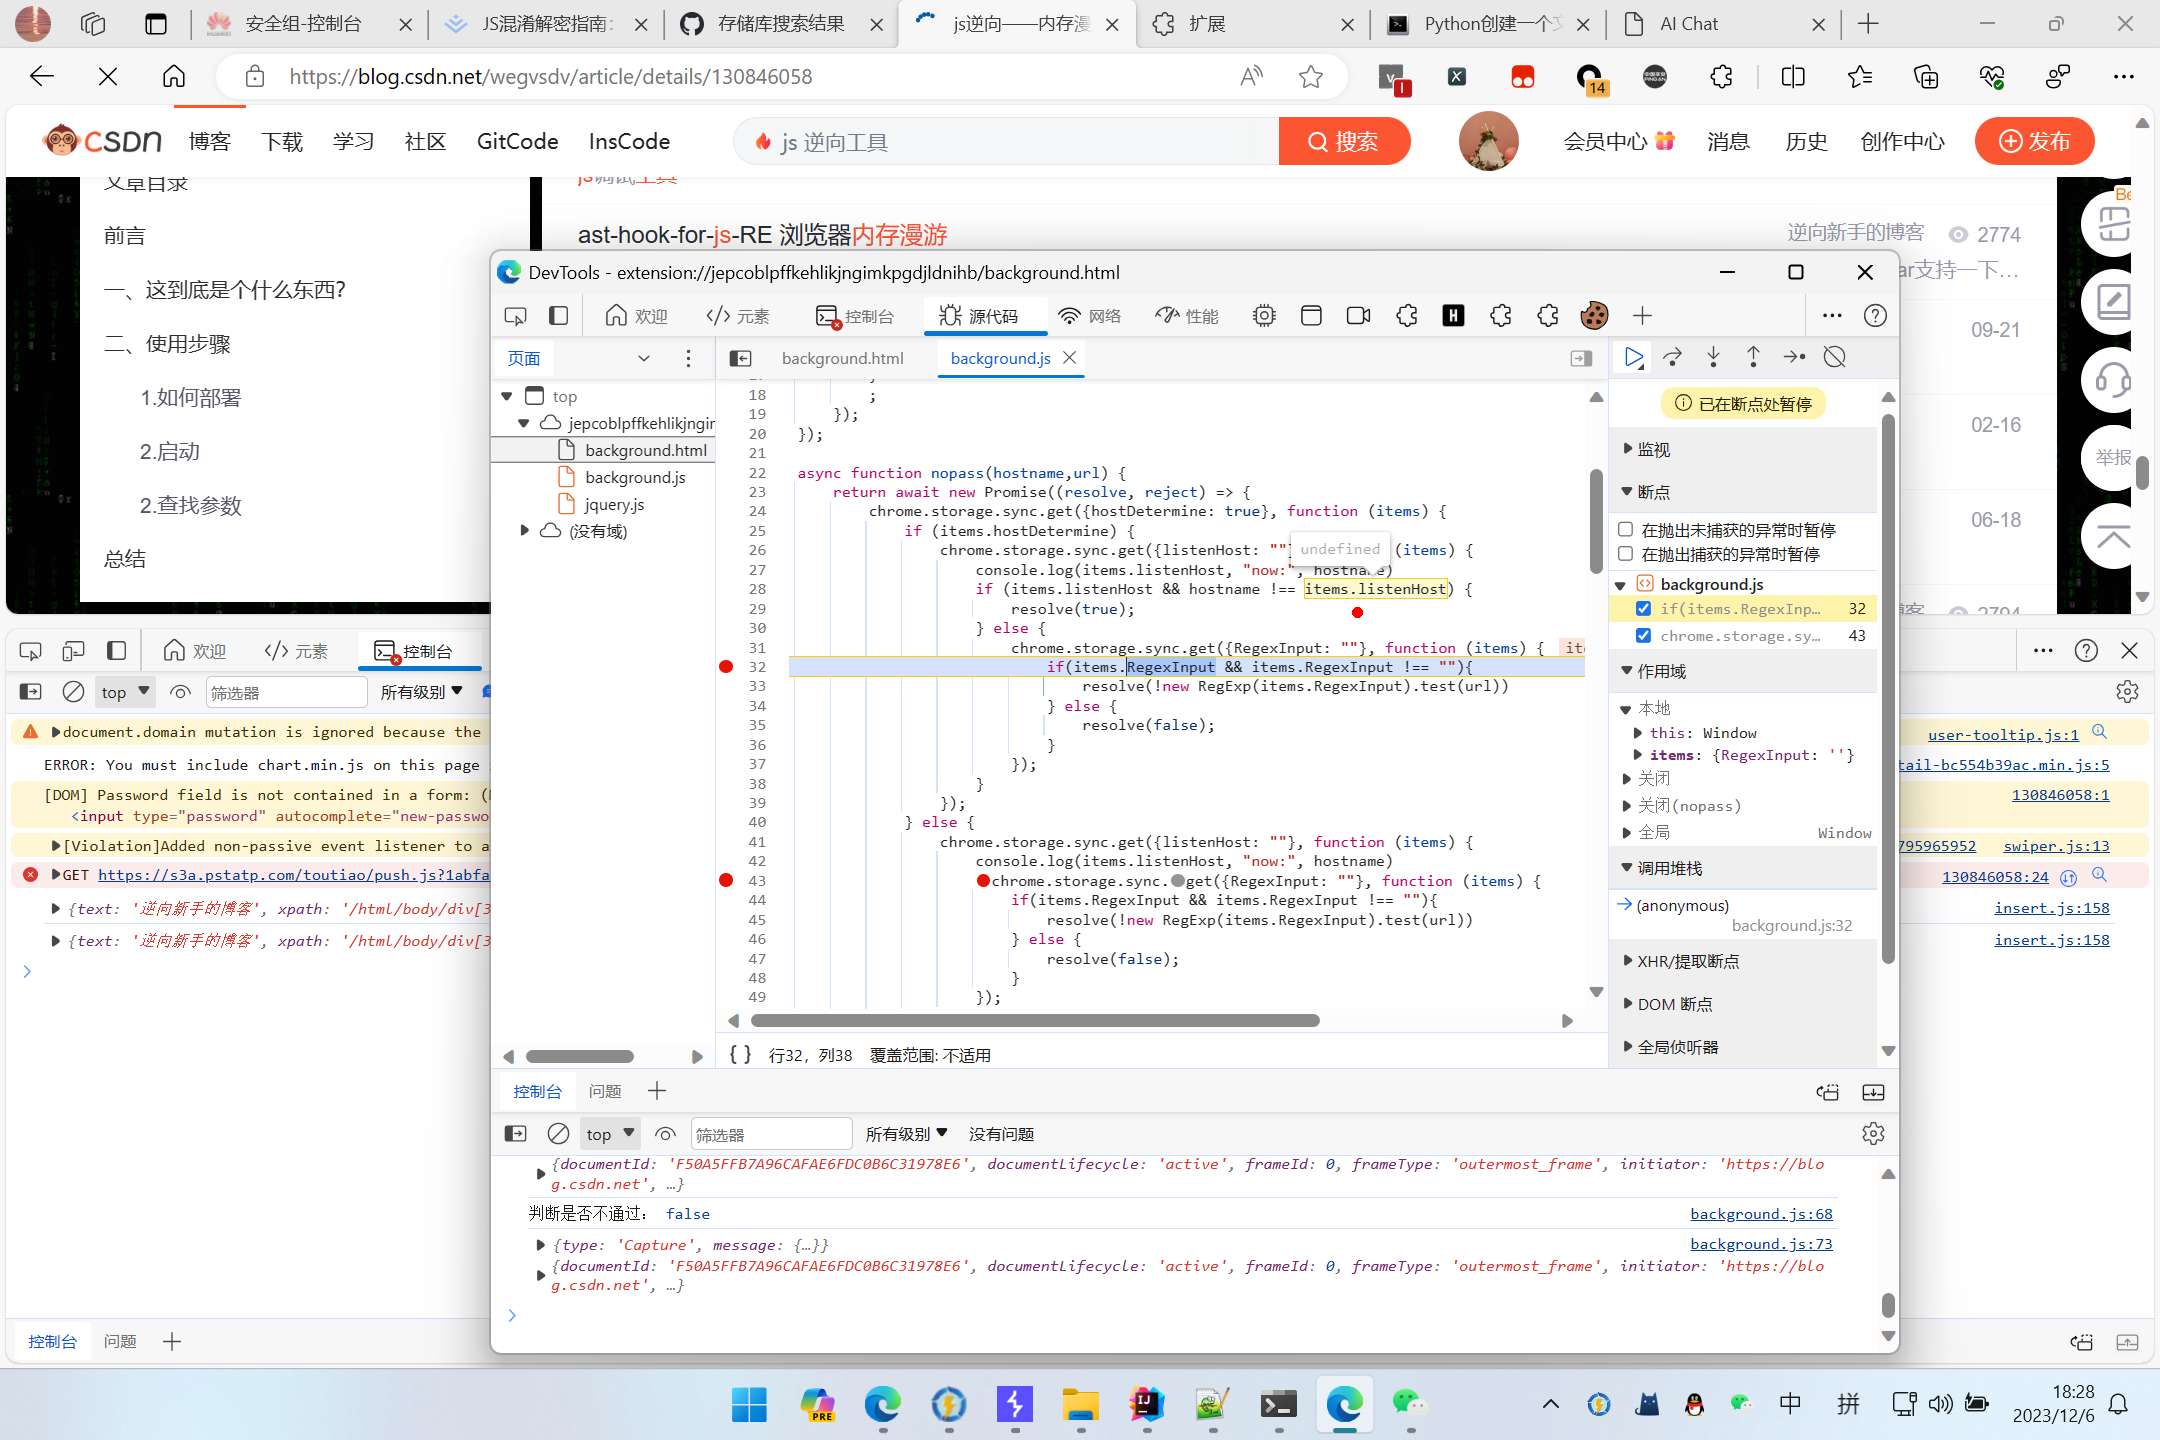 安全组-控制台
JS混淆解密指南:
存储库搜索结果
js逆向——内存漫
扩展
Python创建一个文
AI Chat
https://blog.csdn.net/wegvsdv/article/details/130846058
14
CSDN
博客
下载
学习
社区
GitCode
InsCode
js 逆向工具
搜索
会员中心
消息
历史
创作中心
发布
文章目录
前言
一、这到底是个什么东西?
二、使用步骤
1.如何部署
2.启动
2.查找参数
总结
js调试工具
ast-hook-for-js-RE 浏览器内存漫游
逆向新手的博客
2774
ar支持一下…
09-21
02-16
06-18
举报
DevTools - extension://jepcoblpffkehlikjngimkpgdjldnihb/background.html
欢迎
元素
控制台
源代码
网络
性能
页面
background.html
background.js
top
jepcoblpffkehlikjngin
background.html
background.js
jquery.js
(没有域)
18 ;
19 });
20 });
21
22 async function nopass(hostname,url) {
23 return await new Promise((resolve, reject) => {
24 chrome.storage.sync.get({hostDetermine: true}, function (items) {
25 if (items.hostDetermine) {
26 chrome.storage.sync.get({listenHost: "" (items) {
undefined
27 console.log(items.listenHost, "now:", hostname)
28 if (items.listenHost && hostname !== items.listenHost) {
29 resolve(true);
30 } else {
31 chrome.storage.sync.get({RegexInput: ""}, function (items) { ite
32 if(items.RegexInput && items.RegexInput !== ""){
33 resolve(!new RegExp(items.RegexInput).test(url))
34 } else {
35 resolve(false);
36 }
37 });
38 }
39 });
40 } else {
41 chrome.storage.sync.get({listenHost: ""}, function (items) {
42 console.log(items.listenHost, "now:", hostname)
43 chrome.storage.sync.get({RegexInput: ""}, function (items) {
44 if(items.RegexInput && items.RegexInput !== ""){
45 resolve(!new RegExp(items.RegexInput).test(url))
46 } else {
47 resolve(false);
48 }
49 });
{ } 行32，列38 覆盖范围: 不适用
已在断点处暂停
监视
断点
在抛出未捕获的异常时暂停
在抛出捕获的异常时暂停
background.js
if(items.RegexInp… 32
chrome.storage.sy… 43
作用域
本地
this: Window
items: {RegexInput: ''}
关闭
关闭(nopass)
全局 Window
调用堆栈
(anonymous)
background.js:32
XHR/提取断点
DOM 断点
全局侦听器
控制台
问题
top
筛选器
所有级别
没有问题
{documentId: 'F50A5FFB7A96CAFAE6FDC0B6C31978E6', documentLifecycle: 'active', frameId: 0, frameType: 'outermost_frame', initiator: 'https://blo
g.csdn.net', …}
判断是否不通过： false background.js:68
{type: 'Capture', message: {…}} background.js:73
{documentId: 'F50A5FFB7A96CAFAE6FDC0B6C31978E6', documentLifecycle: 'active', frameId: 0, frameType: 'outermost_frame', initiator: 'https://blo
g.csdn.net', …}
欢迎
元素
控制台
top
筛选器
所有级别
document.domain mutation is ignored because the
user-tooltip.js:1
ERROR: You must include chart.min.js on this page
tail-bc554b39ac.min.js:5
[DOM] Password field is not contained in a form: (
130846058:1
<input type="password" autocomplete="new-passwo
[Violation]Added non-passive event listener to a
795965952 swiper.js:13
GET https://s3a.pstatp.com/toutiao/push.js?1abfa
130846058:24
{text: '逆向新手的博客', xpath: '/html/body/div[3
insert.js:158
{text: '逆向新手的博客', xpath: '/html/body/div[3
insert.js:158
控制台
问题
PRE
中
拼
18:28
2023/12/6